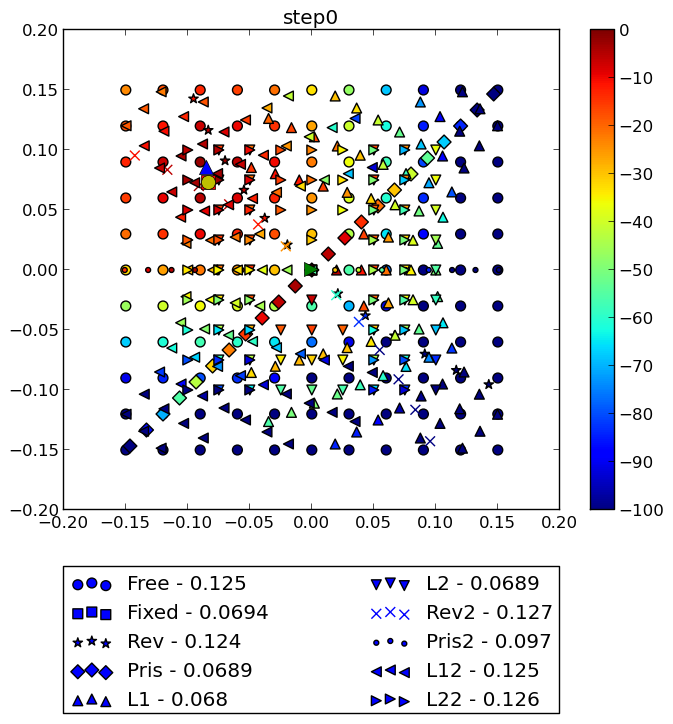 step0
0.20
0.15
0.10
0.05
0.00
−0.05
−0.10
−0.15
−0.20
−0.20 −0.15 −0.10 −0.05 0.00 0.05 0.10 0.15 0.20
0
−10
−20
−30
−40
−50
−60
−70
−80
−90
−100
Free - 0.125
Fixed - 0.0694
Rev - 0.124
Pris - 0.0689
L1 - 0.068
L2 - 0.0689
Rev2 - 0.127
Pris2 - 0.097
L12 - 0.125
L22 - 0.126